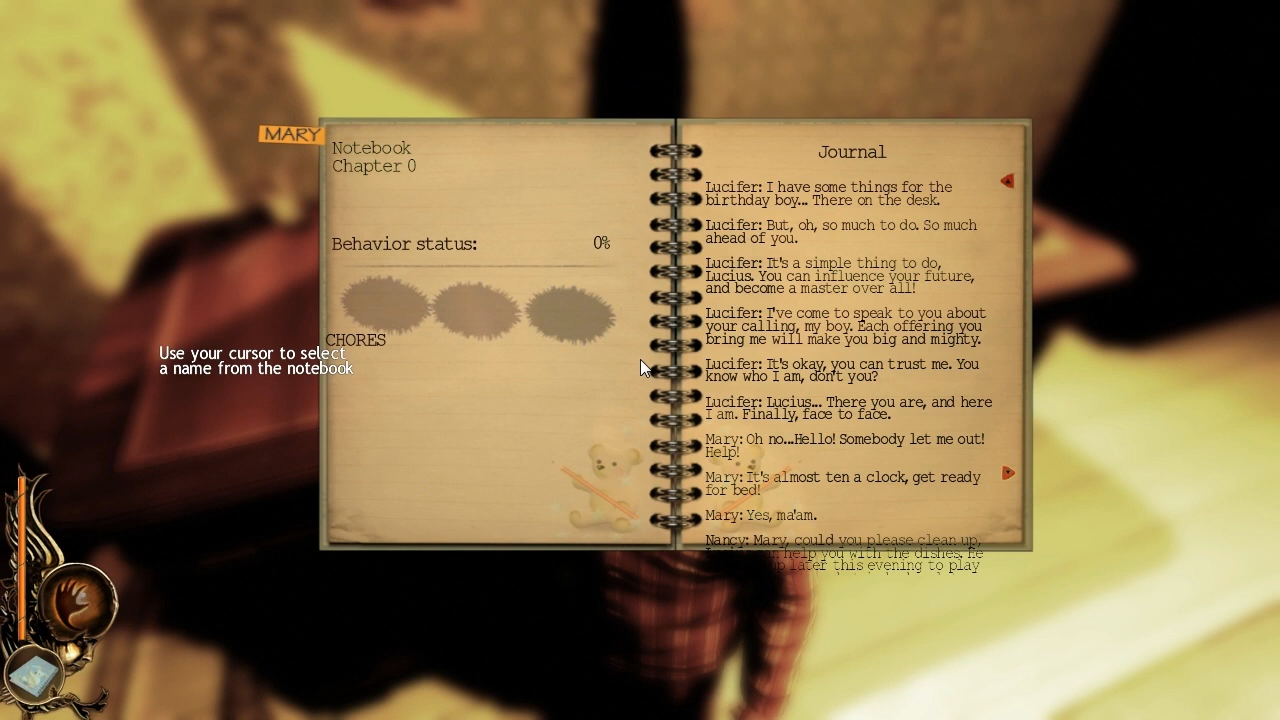 MARY
Notebook
Chapter 0
Behavior status: 0%
CHORES
Use your cursor to select
a name from the notebook
Journal
Lucifer: I have some things for the
birthday boy... There on the desk.
Lucifer: But, oh, so much to do. So much
ahead of you.
Lucifer: It's a simple thing to do,
Lucius. You can influence your future,
and become a master over all!
Lucifer: I've come to speak to you about
your calling, my boy. Each offering you
bring me will make you big and mighty.
Lucifer: It's okay, you can trust me. You
know who I am, don't you?
Lucifer: Lucius... There you are, and here
I am. Finally, face to face.
Mary: Oh no...Hello! Somebody let me out!
Help!
Mary: It's almost ten a clock, get ready
for bed!
Mary: Yes, ma'am.
Nancy: Mary, could you please clean up,
help you with the dishes. He
up later this evening to play